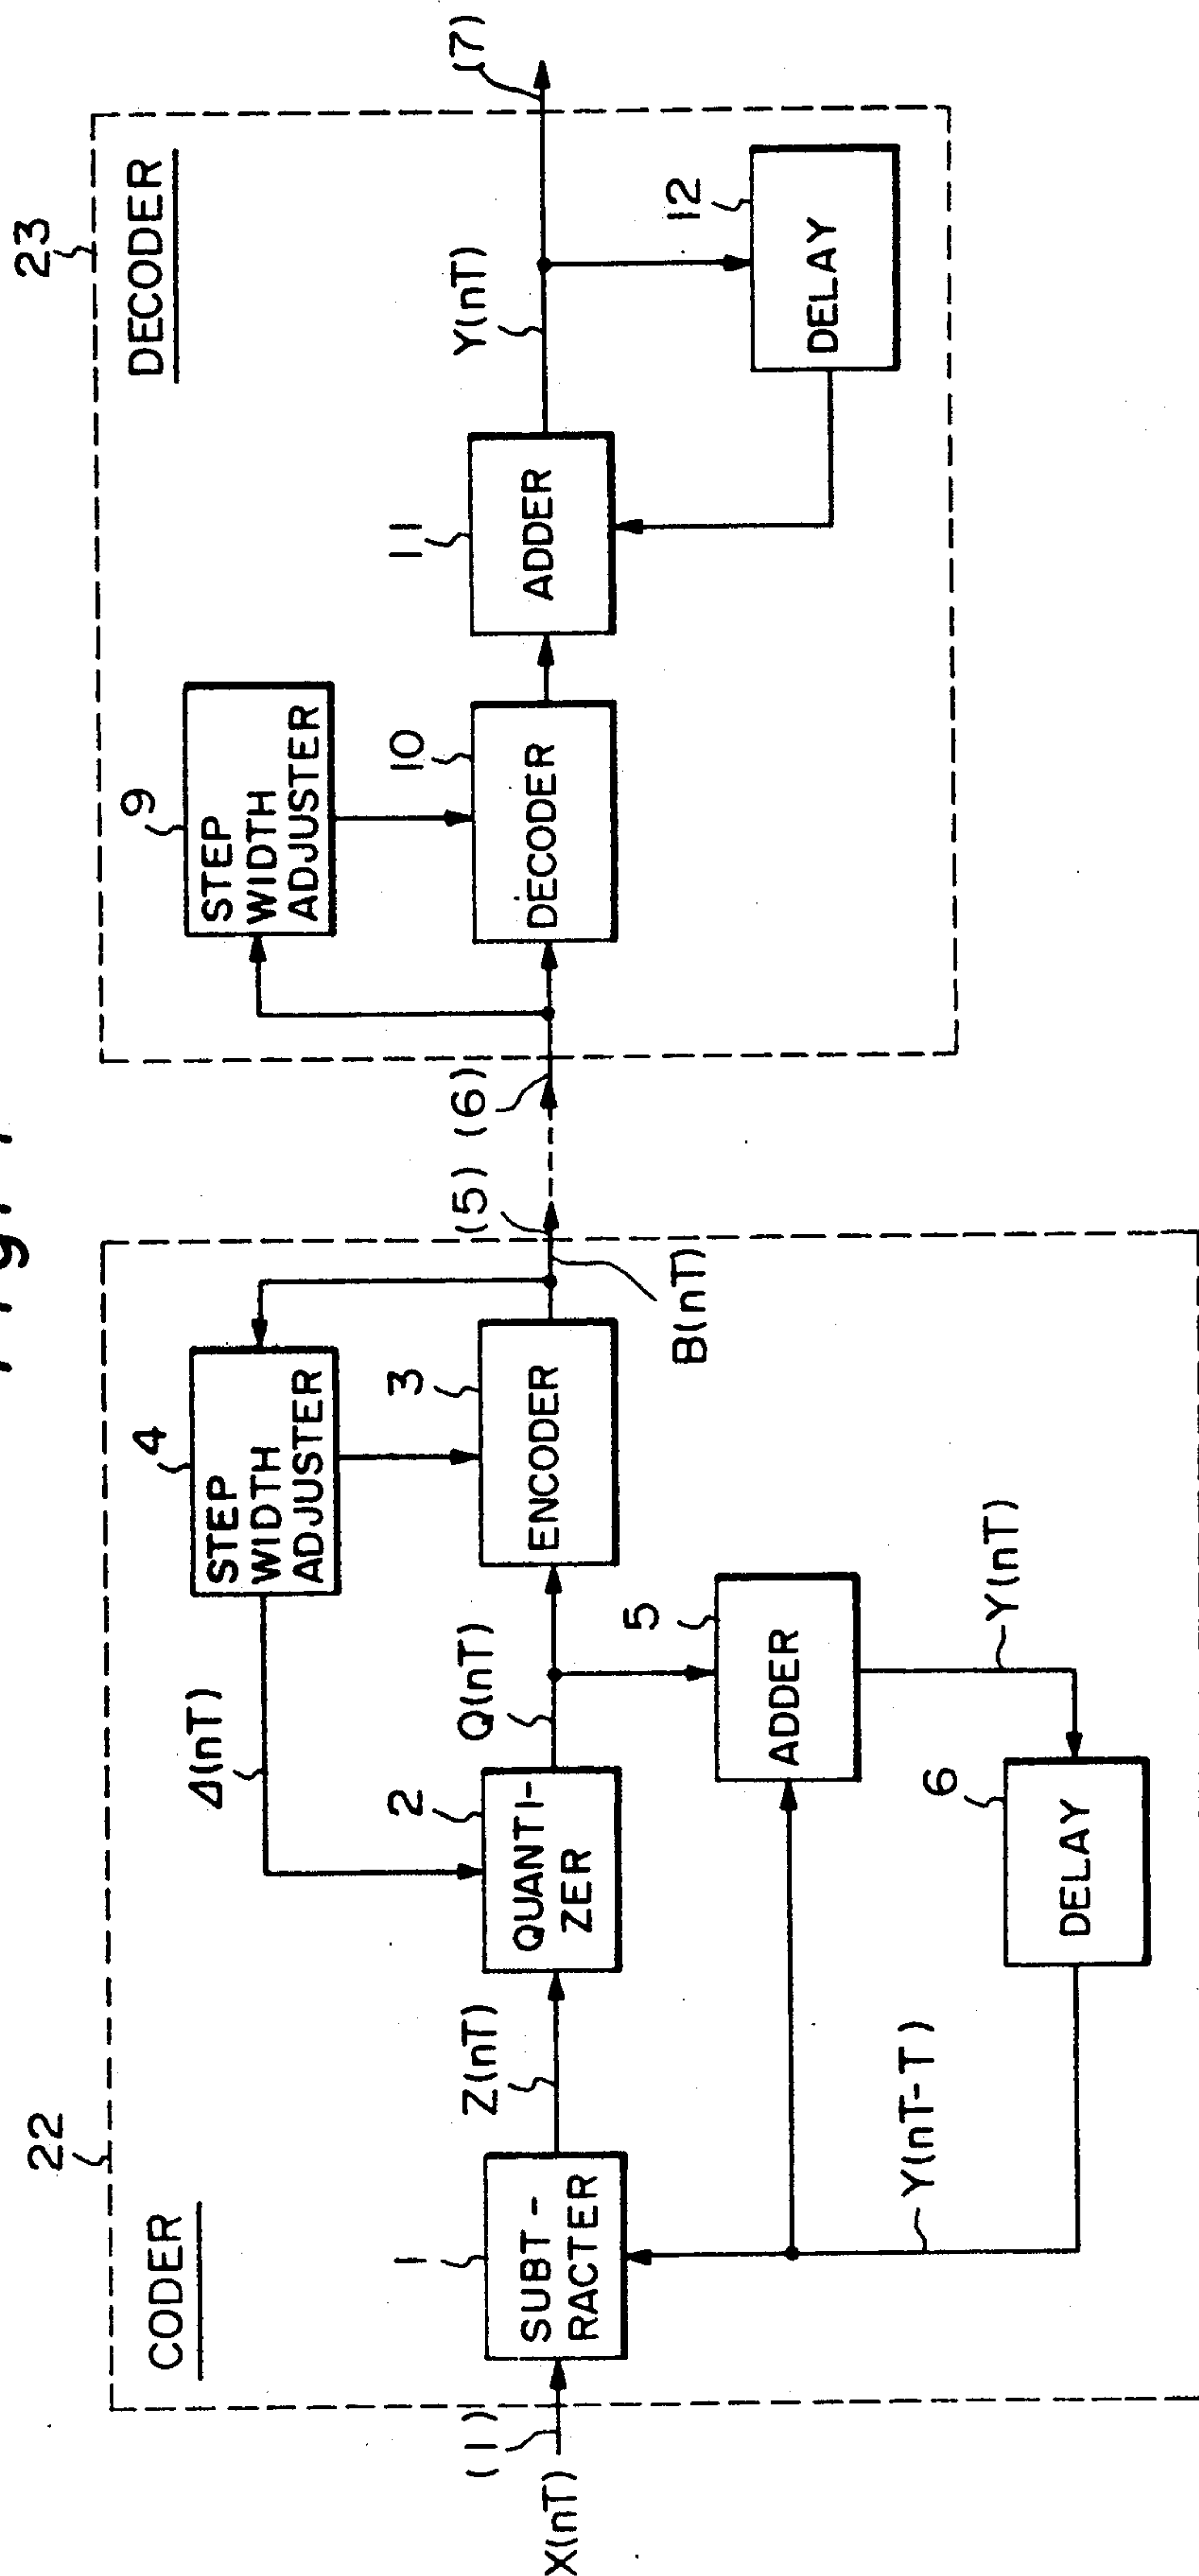 22
CODER
(1)
X(nT)
1
SUBT-
RACTER
Z(nT)
2
QUANTI-
ZER
Δ(nT)
Q(nT)
4
STEP
WIDTH
ADJUSTER
3
ENCODER
B(nT)
(5)
5
ADDER
Y(nT)
6
DELAY
Y(nT-T)
23
DECODER
(6)
9
STEP
WIDTH
ADJUSTER
10
DECODER
11
ADDER
Y(nT)
12
DELAY
(7)